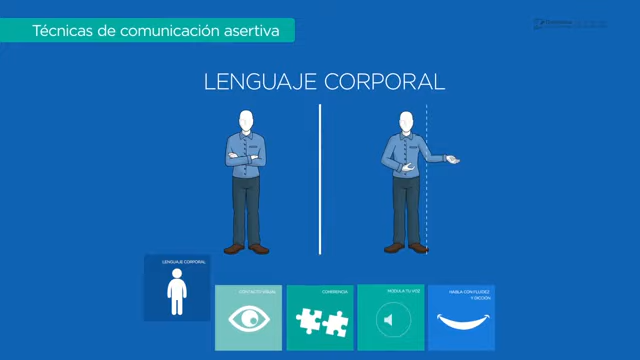 Técnicas de comunicación asertiva
LENGUAJE CORPORAL
LENGUAJE CORPORAL
CONTACTO VISUAL
COHERENCIA
MODULA TU VOZ
HABLA CON FLUIDEZ
Y DICCIÓN